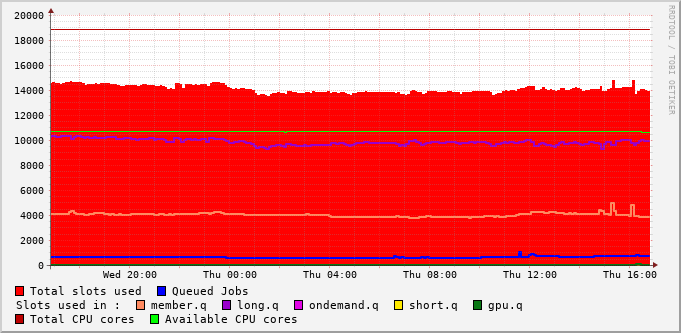 20000
18000
16000
14000
12000
10000
8000
6000
4000
2000
0
Wed 20:00 Thu 00:00 Thu 04:00 Thu 08:00 Thu 12:00 Thu 16:00
Total slots used Queued Jobs
Slots used in : member.q long.q ondemand.q short.q gpu.q
Total CPU cores Available CPU cores
RRDTOOL / TOBI OETIKER